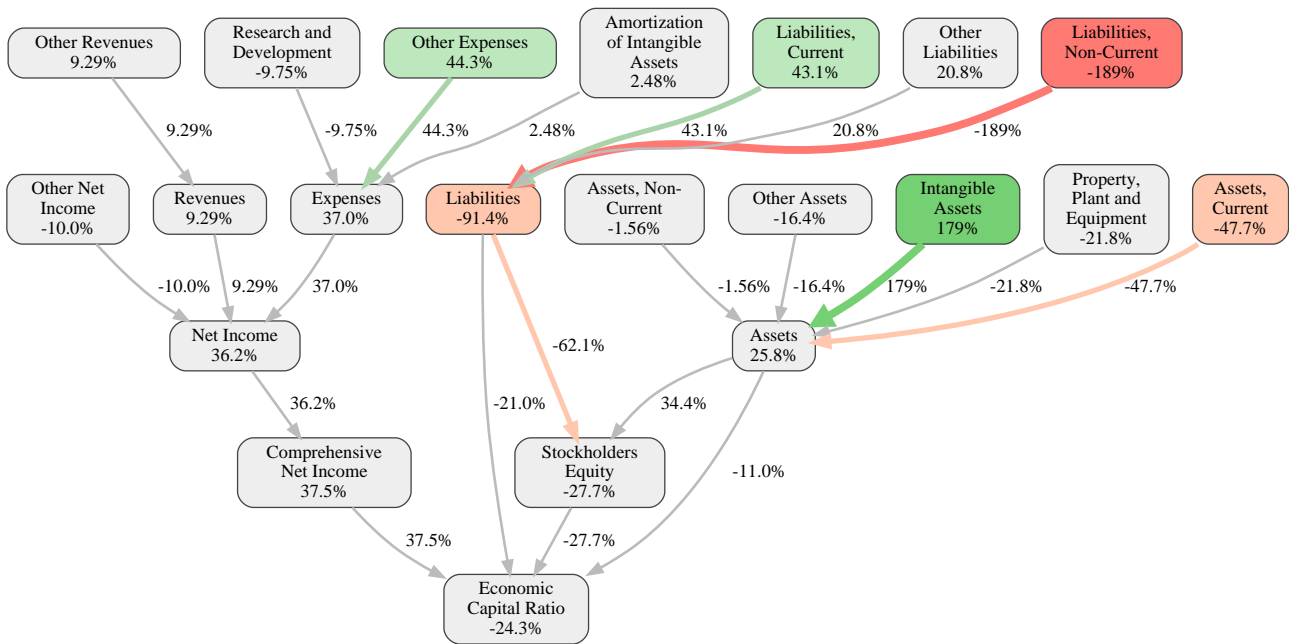 Other Revenues
9.29%
Research and
Development
-9.75%
Other Expenses
44.3%
Amortization
of Intangible
Assets
2.48%
Liabilities,
Current
43.1%
Other
Liabilities
20.8%
Liabilities,
Non-Current
-189%
9.29%
-9.75%
44.3%
2.48%
43.1%
20.8%
-189%
Other Net
Income
-10.0%
Revenues
9.29%
Expenses
37.0%
Liabilities
-91.4%
Assets, Non-
Current
-1.56%
Other Assets
-16.4%
Intangible
Assets
179%
Property,
Plant and
Equipment
-21.8%
Assets,
Current
-47.7%
-10.0%
9.29%
37.0%
-1.56%
-16.4%
179%
-21.8%
-47.7%
Net Income
36.2%
-62.1%
Assets
25.8%
36.2%
-21.0%
34.4%
Comprehensive
Net Income
37.5%
Stockholders
Equity
-27.7%
-11.0%
37.5%
-27.7%
Economic
Capital Ratio
-24.3%